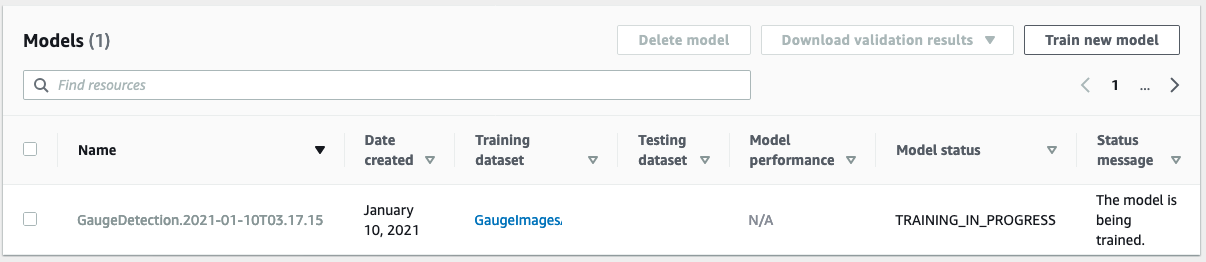 Models (1)
Delete model
Download validation results
Train new model
Find resources
1 ...
Name
Date
created
Training
dataset
Testing
dataset
Model
performance
Model status
Status
message
GaugeDetection.2021-01-10T03.17.15
January
10, 2021
GaugeImages/
N/A
TRAINING_IN_PROGRESS
The model is
being
trained.